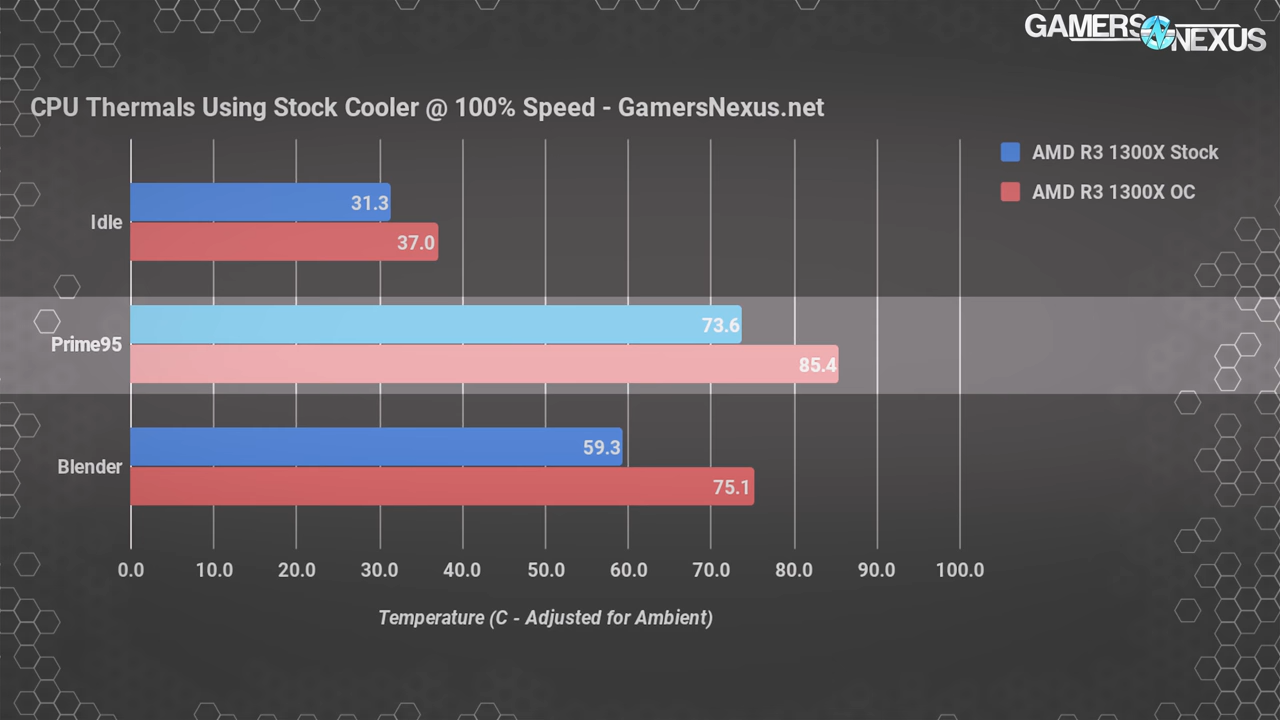 GAMERS NEXUS
CPU Thermals Using Stock Cooler @ 100% Speed - GamersNexus.net
AMD R3 1300X Stock
AMD R3 1300X OC
Idle
31.3
37.0
Prime95
73.6
85.4
Blender
59.3
75.1
0.0 10.0 20.0 30.0 40.0 50.0 60.0 70.0 80.0 90.0 100.0
Temperature (C - Adjusted for Ambient)